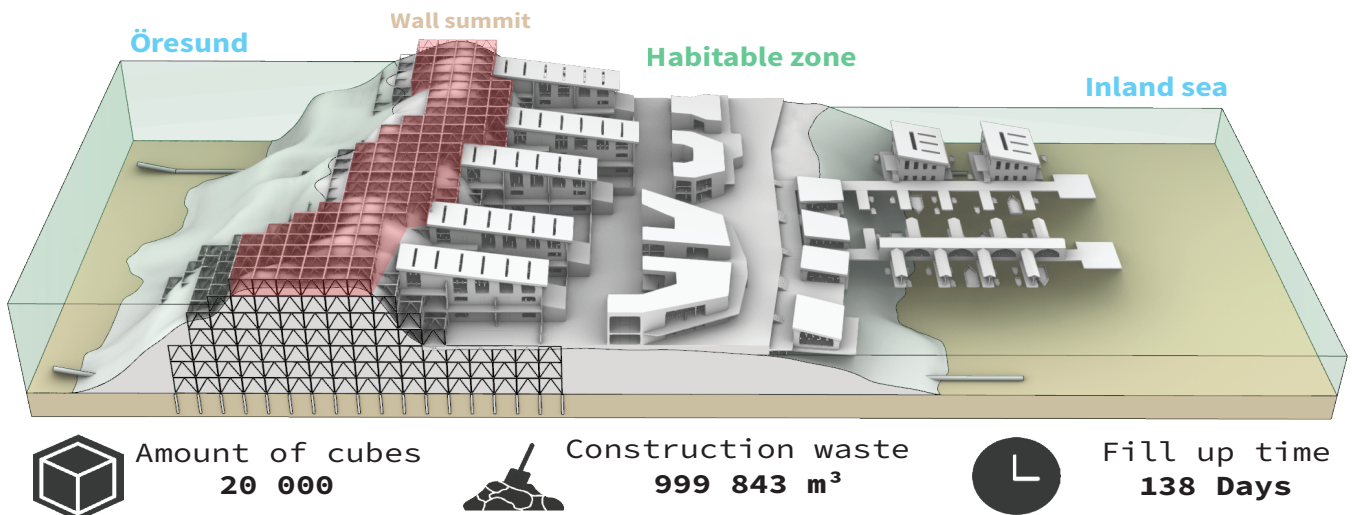 Wall summit
Öresund
Habitable zone
Inland sea
Amount of cubes
20 000
Construction waste
999 843 m³
Fill up time
138 Days